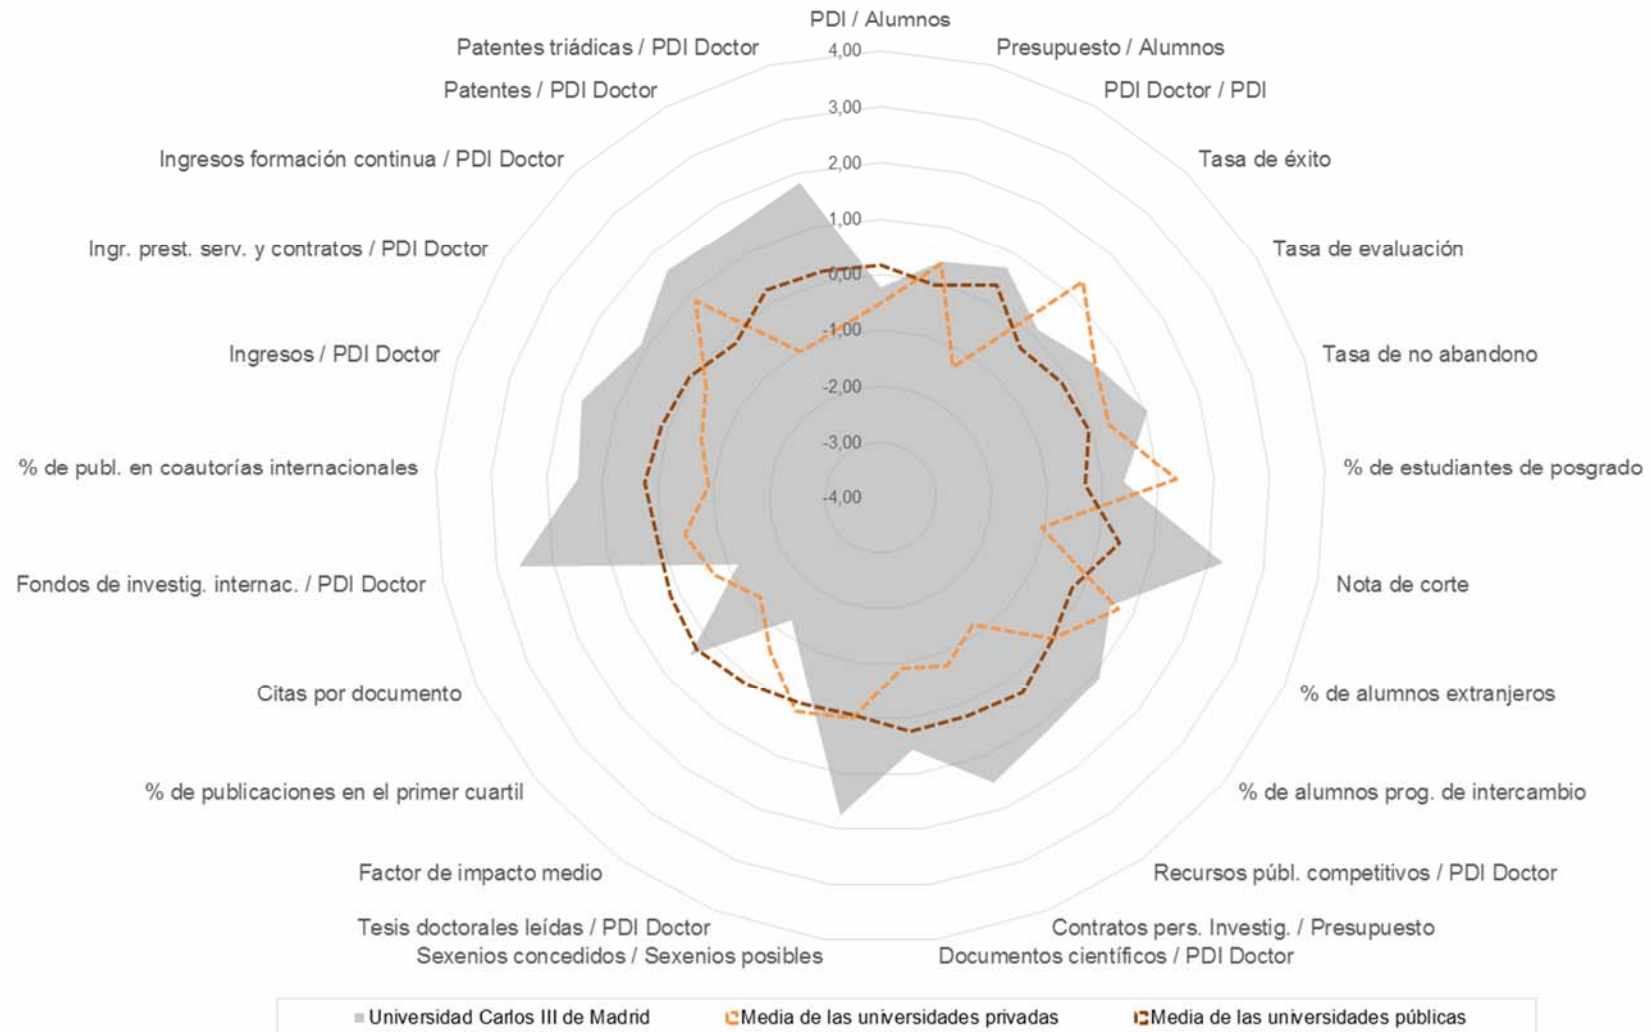 PDI / Alumnos
Patentes triádicas / PDI Doctor
Presupuesto / Alumnos
Patentes / PDI Doctor
PDI Doctor / PDI
Ingresos formación continua / PDI Doctor
Tasa de éxito
Ingr. prest. serv. y contratos / PDI Doctor
Tasa de evaluación
Ingresos / PDI Doctor
Tasa de no abandono
% de publ. en coautorías internacionales
% de estudiantes de posgrado
Fondos de investig. internac. / PDI Doctor
Nota de corte
Citas por documento
% de alumnos extranjeros
% de publicaciones en el primer cuartil
% de alumnos prog. de intercambio
Factor de impacto medio
Recursos públ. competitivos / PDI Doctor
Tesis doctorales leídas / PDI Doctor
Contratos pers. Investig. / Presupuesto
Sexenios concedidos / Sexenios posibles
Documentos científicos / PDI Doctor
4,00
3,00
2,00
1,00
0,00
-1,00
-2,00
-3,00
-4,00
Universidad Carlos III de Madrid
Media de las universidades privadas
Media de las universidades públicas